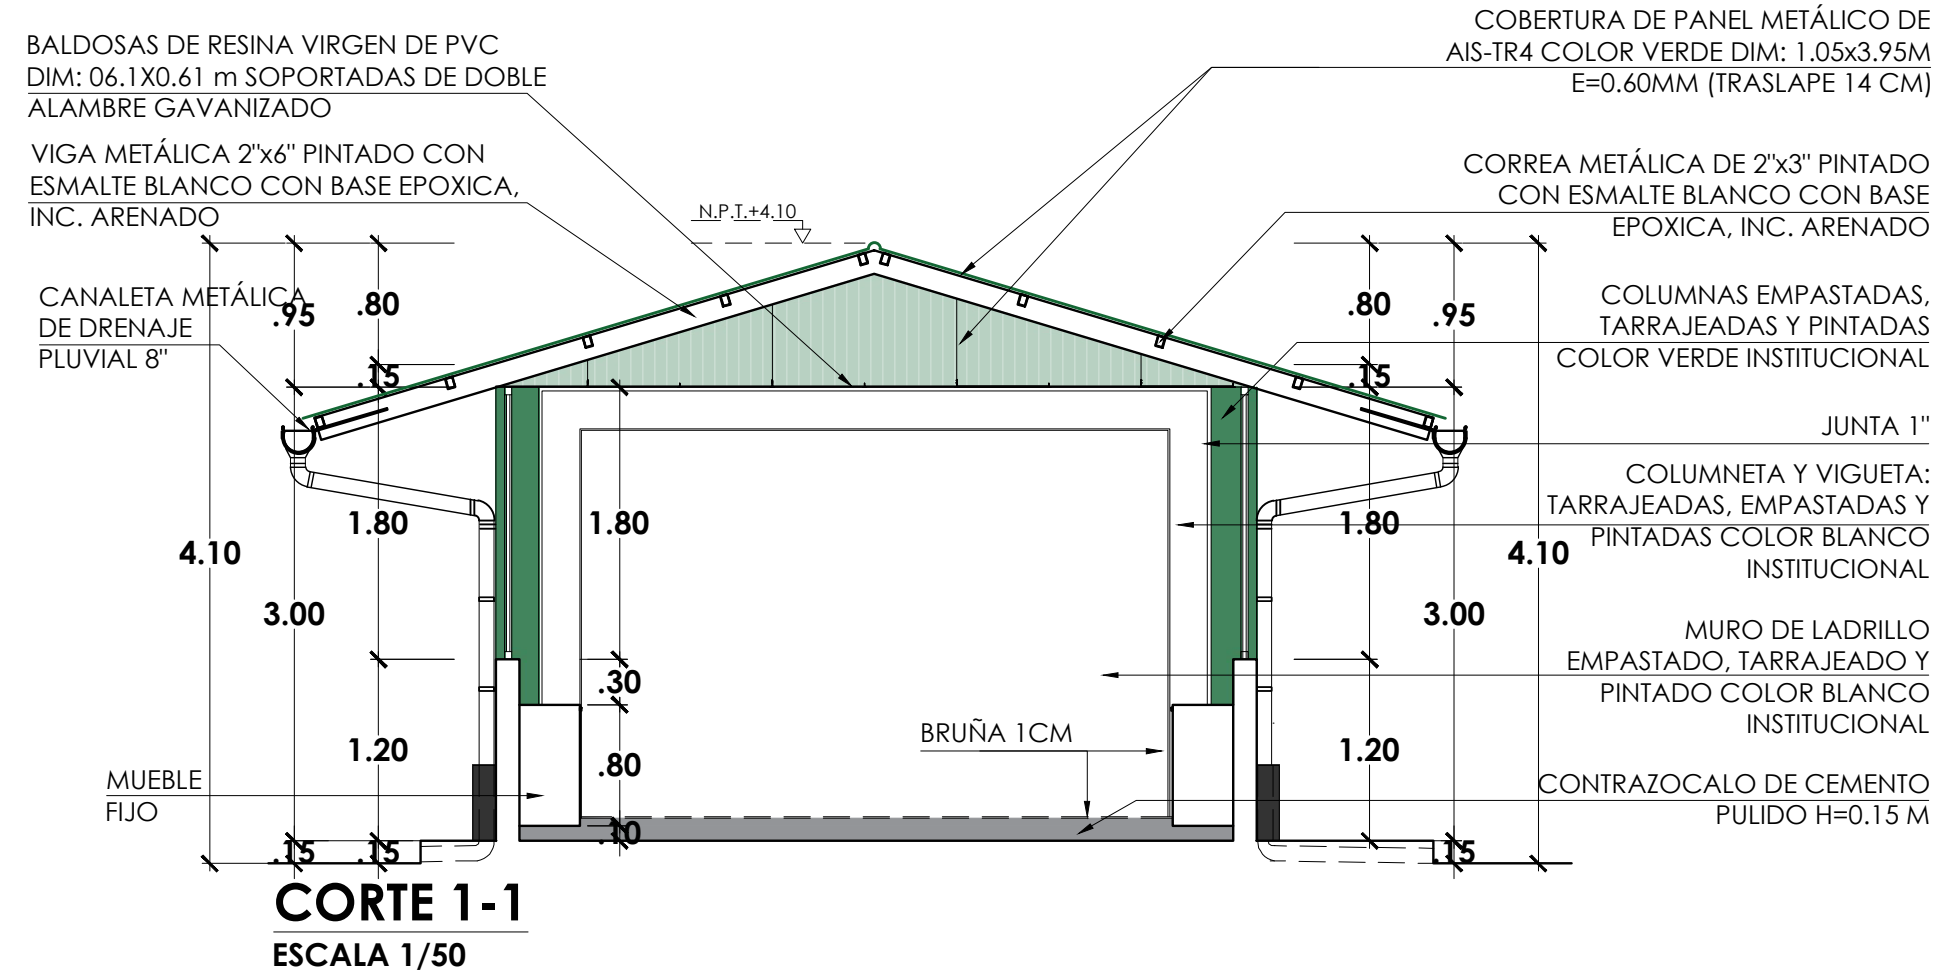 BALDOSAS DE RESINA VIRGEN DE PVC
DIM: 06.1X0.61 m SOPORTADAS DE DOBLE
ALAMBRE GAVANIZADO
VIGA METÁLICA 2"x6" PINTADO CON
ESMALTE BLANCO CON BASE EPOXICA,
INC. ARENADO
CANALETA METÁLICA
DE DRENAJE
PLUVIAL 8"
MUEBLE
FIJO
N.P.T.+4.10
COBERTURA DE PANEL METÁLICO DE
AIS-TR4 COLOR VERDE DIM: 1.05x3.95M
E=0.60MM (TRASLAPE 14 CM)
CORREA METÁLICA DE 2"x3" PINTADO
CON ESMALTE BLANCO CON BASE
EPOXICA, INC. ARENADO
COLUMNAS EMPASTADAS,
TARRAJEADAS Y PINTADAS
COLOR VERDE INSTITUCIONAL
JUNTA 1"
COLUMNETA Y VIGUETA:
TARRAJEADAS, EMPASTADAS Y
PINTADAS COLOR BLANCO
INSTITUCIONAL
MURO DE LADRILLO
EMPASTADO, TARRAJEADO Y
PINTADO COLOR BLANCO
INSTITUCIONAL
CONTRAZOCALO DE CEMENTO
PULIDO H=0.15 M
BRUÑA 1CM
4.10
.95
3.00
.15
.80
.15
1.80
1.20
.15
1.80
.30
.80
.10
.80
.15
1.80
1.20
.95
3.00
.15
4.10
CORTE 1-1
ESCALA 1/50